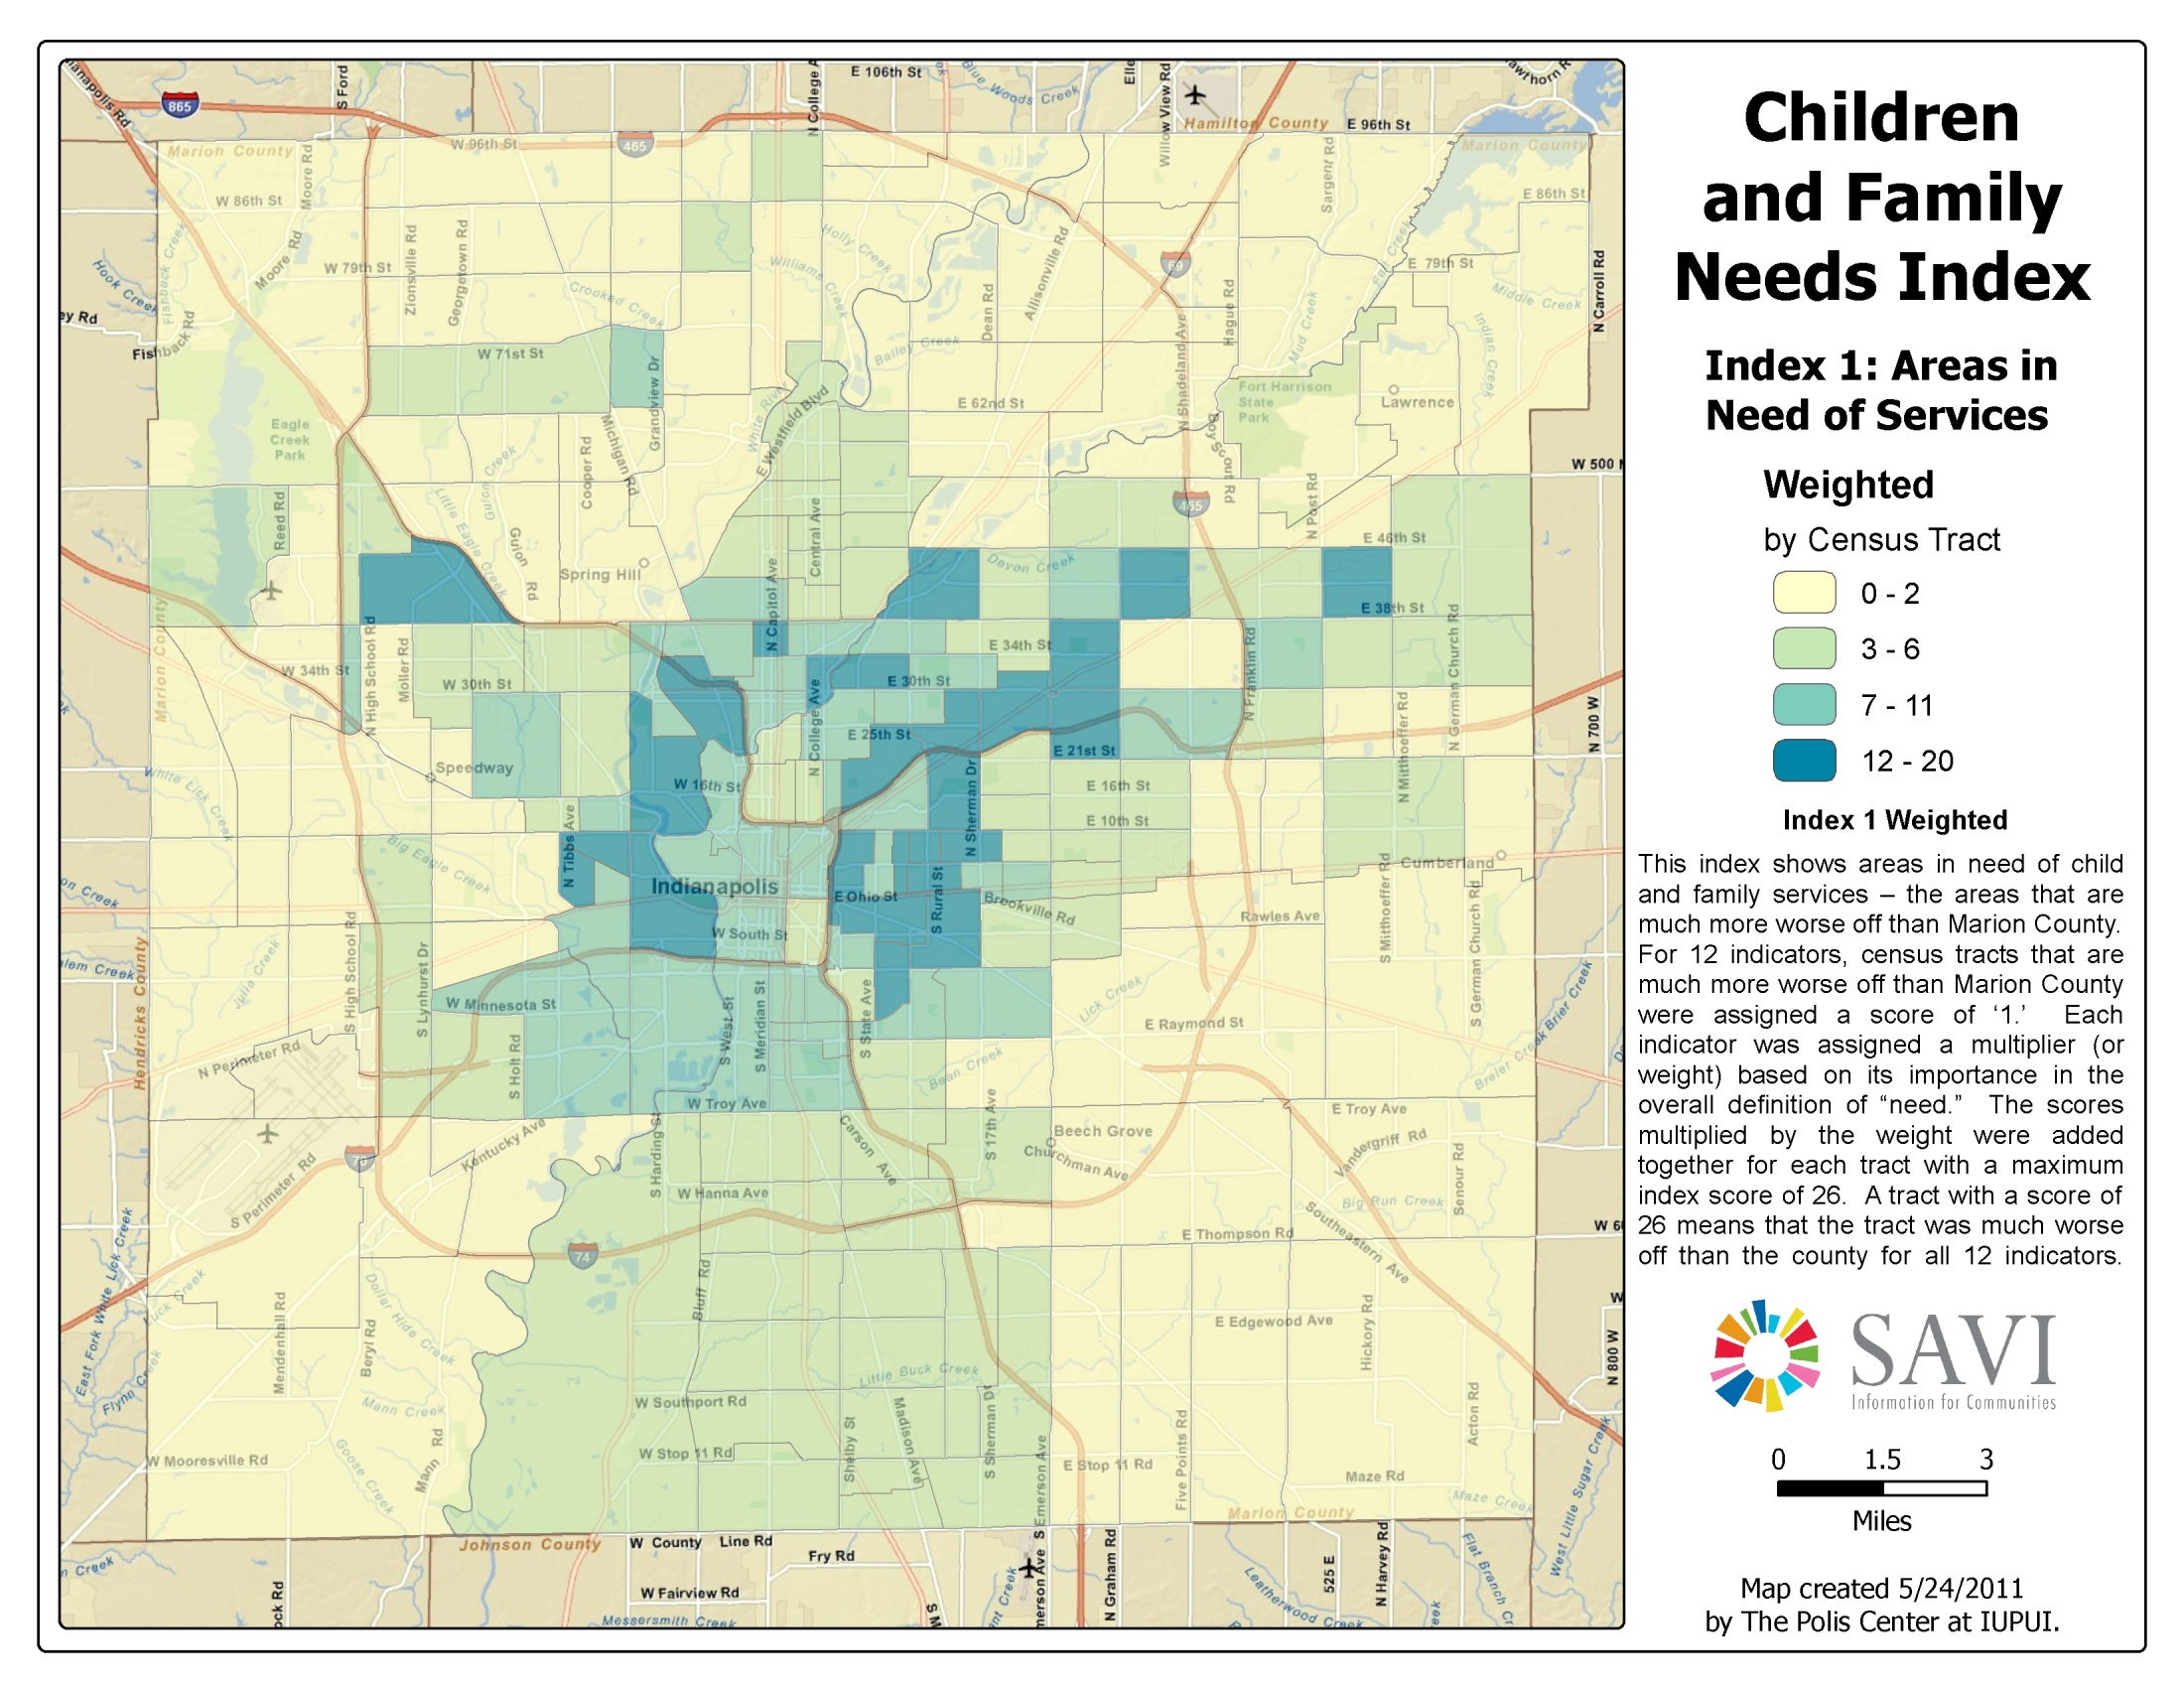 Children
and Family
Needs Index
Index 1: Areas in
Need of Services
Weighted
by Census Tract
0 - 2
3 - 6
7 - 11
12 - 20
Index 1 Weighted
This index shows areas in need of child
and family services – the areas that are
much more worse off than Marion County.
For 12 indicators, census tracts that are
much more worse off than Marion County
were assigned a score of ‘1.’ Each
indicator was assigned a multiplier (or
weight) based on its importance in the
overall definition of “need.” The scores
multiplied by the weight were added
together for each tract with a maximum
index score of 26. A tract with a score of
26 means that the tract was much worse
off than the county for all 12 indicators.
SAVI
Information for Communities
0 1.5 3
Miles
Map created 5/24/2011
by The Polis Center at IUPUI.
865
S Ford
N College A
E 106th St
Blue Woods Creek
Willow View Rd
Hamilton County
E 96th St
Marion County
Moore Rd
W 96th St
465
Sargent Rd
Marion County
W 86th St
E 86th St
Fishback Creek
Hook Creek
Moore Rd
W 79th St
Zionsville Rd
Georgetown Rd
Crooked Creek
Holly Creek
Williams Creek
Allisonville Rd
Dean Rd
69
Hague Rd
Mud Creek
E 79th St
Middle Creek
Indian Creek
N Carroll Rd
Fishback Rd
W 71st St
Grandview Dr
Bailey Creek
N Shadeland Ave
Fort Harrison
State
Park
Lawrence
E 62nd St
E Westfield Blvd
Boy Scout Rd
Eagle
Creek
Park
Michigan Rd
Cooper Rd
Guion Creek
Little Eagle Creek
Reed Rd
Guion Rd
Spring Hill
Central Ave
N Capitol Ave
465
N Post Rd
E 46th St
Devon Creek
E 38th St
W 34th St
N High School Rd
Moller Rd
W 30th St
E 34th St
E 30th St
N College Ave
E 25th St
E 21st St
N Franklin Rd
N German Church Rd
N Mitthoeffer Rd
N 700 W
Marion County
White Lick Creek
Speedway
W 16th St
E 16th St
E 10th St
N Sherman Dr
N Tibbs Ave
Big Eagle Creek
Indianapolis
E Ohio St
S Rural St
Brookville Rd
Cumberland
Rawles Ave
S Mitthoeffer Rd
S German Church Rd
W South St
Hendricks County
Julia Creek
S High School Rd
S Lynhurst Dr
W Minnesota St
S West St
S Meridian St
S State Ave
Lick Creek
E Raymond St
Bean Creek
Breier Creek
Brier Creek
N Perimeter Rd
S Holt Rd
W Troy Ave
E Troy Ave
S 17th Ave
Carson Ave
Beech Grove
Churchman Ave
Vandergriff Rd
Senour Rd
Big Run Creek
Kentucky Ave
S Harding St
W Hanna Ave
S Perimeter Rd
74
E Thompson Rd
Southeastern Ave
East Fork White Lick Creek
Flynn Creek
Mendenhall Rd
Beryl Rd
Dollar Hide Creek
Mann Creek
Goose Creek
Mann Rd
W Mooresville Rd
Bluff Rd
Little Buck Creek
W Southport Rd
W Stop 11 Rd
Shelby St
Madison Ave
S Sherman Dr
S Emerson Ave
E Edgewood Ave
Hickory Rd
Acton Rd
N 800 W
E Stop 11 Rd
Five Points Rd
Maze Rd
Maze Creek
Marion County
West Little Sugar Creek
Johnson County
W County Line Rd
Fry Rd
W Fairview Rd
Messersmith Creek
N Graham Rd
525 E
N Harvey Rd
Leatherwood Creek